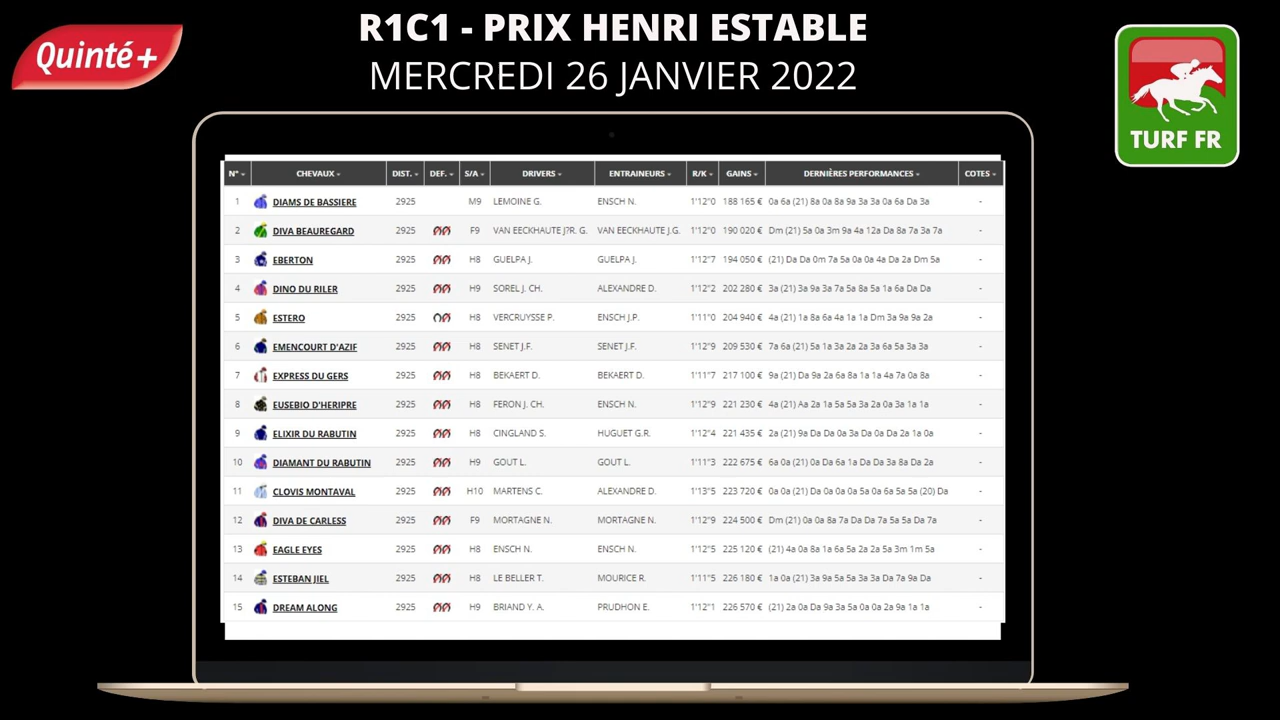 R1C1 - PRIX HENRI ESTABLE
Quinté+
MERCREDI 26 JANVIER 2022
TURF FR
N° CHEVAUX DIST. DEF. S/A DRIVERS ENTRAINEURS R/K GAINS DERNIÈRES PERFORMANCES COTES
1 DIAMS DE BASSIERE 2925 M9 LEMOINE G. ENSCH N. 1'12"0 188 165 € 0a 6a (21) 8a 0a 8a 9a 3a 3a 0a 6a Da 3a -
2 DIVA BEAUREGARD 2925 F9 VAN EECKHAUTE J?R. G. VAN EECKHAUTE J.G. 1'12"0 190 020 € Dm (21) 5a 0a 3m 9a 4a 12a Da 8a 7a 3a 7a -
3 EBERTON 2925 H8 GUELPA J. GUELPA J. 1'12"7 194 050 € (21) Da Da 0m 7a 5a 0a 0a 4a Da 2a Dm 5a -
4 DINO DU RILER 2925 H9 SOREL J. CH. ALEXANDRE D. 1'12"2 202 280 € 3a (21) 3a 9a 3a 7a 5a 8a 5a 1a 6a Da Da -
5 ESTERO 2925 H8 VERCRUYSSE P. ENSCH J.P. 1'11"0 204 940 € 4a (21) 1a 8a 6a 4a 1a 1a Dm 3a 9a 9a 2a -
6 EMENCOURT D'AZIF 2925 H8 SENET J.F. SENET J.F. 1'12"9 209 530 € 7a 6a (21) 5a 1a 3a 2a 2a 3a 6a 5a 3a 3a -
7 EXPRESS DU GERS 2925 H8 BEKAERT D. BEKAERT D. 1'11"7 217 100 € 9a (21) Da 9a 2a 6a 8a 1a 1a 4a 7a 0a 8a -
8 EUSEBIO D'HERIPRE 2925 H8 FERON J. CH. ENSCH N. 1'12"9 221 230 € 4a (21) Aa 2a 1a 5a 5a 3a 2a 0a 3a 1a 1a -
9 ELIXIR DU RABUTIN 2925 H8 CINGLAND S. HUGUET G.R. 1'12"4 221 435 € 2a (21) 9a Da Da 0a 3a Da 0a Da 2a 1a 0a -
10 DIAMANT DU RABUTIN 2925 H9 GOUT L. GOUT L. 1'11"3 222 675 € 6a 0a (21) 0a Da 6a 1a Da Da 3a 8a Da 2a -
11 CLOVIS MONTAVAL 2925 H10 MARTENS C. ALEXANDRE D. 1'13"5 223 720 € 0a 0a (21) Da 0a 0a 0a 5a 0a 6a 5a 5a (20) Da -
12 DIVA DE CARLESS 2925 F9 MORTAGNE N. MORTAGNE N. 1'12"9 224 500 € Dm (21) 0a 0a 8a 7a Da Da 7a 5a 5a Da 7a -
13 EAGLE EYES 2925 H8 ENSCH N. ENSCH N. 1'12"5 225 120 € (21) 4a 0a 8a 1a 6a 5a 2a 2a 5a 3m 1m 5a -
14 ESTEBAN JIEL 2925 H8 LE BELLER T. MOURICE R. 1'11"5 226 180 € 1a 0a (21) 3a 9a 5a 5a 3a 3a Da 7a 9a Da -
15 DREAM ALONG 2925 H9 BRIAND Y. A. PRUDHON E. 1'12"1 226 570 € (21) 2a 0a Da 9a 3a 5a 0a 0a 2a 9a 1a 1a -